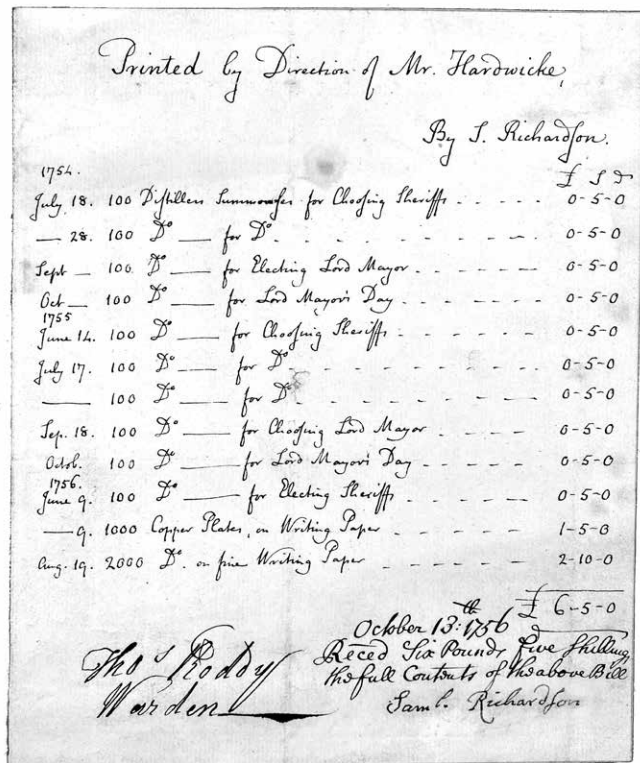 Printed by Direction of Mr. Hardwicke,
By S. Richardson.
1754. £ s d
July 18. 100 Distillers Summonses for Choosing Sheriffs - - - - 0-5-0
— 28. 100 Do — for Do - - - - - - - 0-5-0
Sept — 100 Do — for Electing Lord Mayor - - - - - 0-5-0
Oct — 100 Do — for Lord Mayor's Day - - - - - 0-5-0
1755
June 14. 100 Do — for Choosing Sheriffs - - - - - 0-5-0
July 17. 100 Do — for Do - - - - - - - 0-5-0
— 100 Do — for Do - - - - - - - 0-5-0
Sep. 18. 100 Do — for Choosing Lord Mayor - - - - 0-5-0
Octob. 100 Do — for Lord Mayor's Day - - - - 0-5-0
1756.
June 9. 100 Do — for Electing Sheriffs - - - - - 0-5-0
— 9. 1000 Copper Plates, on Writing Paper - - - - - 1-5-0
Aug. 19. 2000 Do. on fine Writing Paper - - - - - - 2-10-0
£ 6-5-0
October 13:th 1756
Reced Six Pounds five Shillings
the full Contents of the above Bill
Saml. Richardson
Thos Roddy
Warden